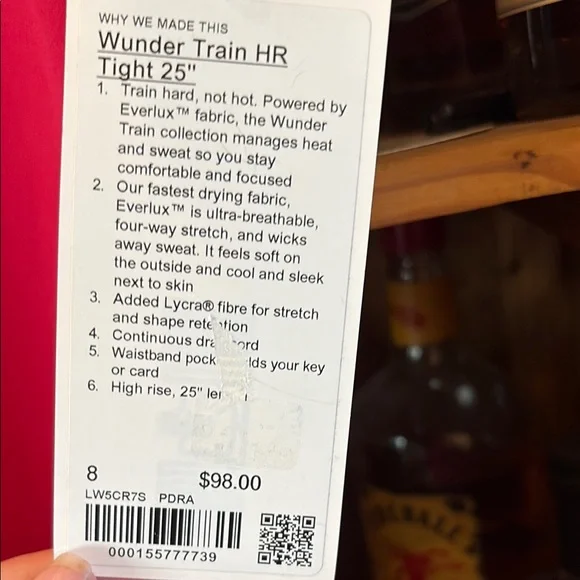 WHY WE MADE THIS
Wunder Train HR
Tight 25"
1. Train hard, not hot. Powered by
Everlux™ fabric, the Wunder
Train collection manages heat
and sweat so you stay
comfortable and focused
2. Our fastest drying fabric,
Everlux™ is ultra-breathable,
four-way stretch, and wicks
away sweat. It feels soft on
the outside and cool and sleek
next to skin
3. Added Lycra® fibre for stretch
and shape retention
4. Continuous
5. Waistband your key
or card
6. High rise, 25"
8 $98.00
LW5CR7S PDRA
000155777739